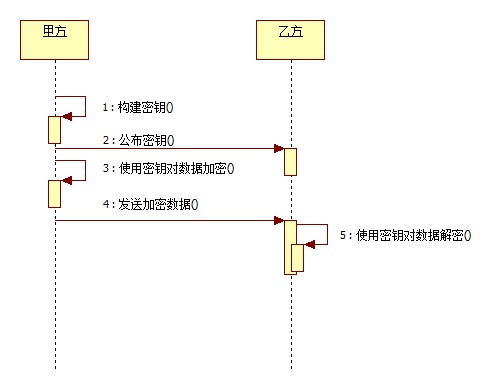 甲方
乙方
1 : 构建密钥()
2 : 公布密钥()
3 : 使用密钥对数据加密()
4 : 发送加密数据()
5 : 使用密钥对数据解密()